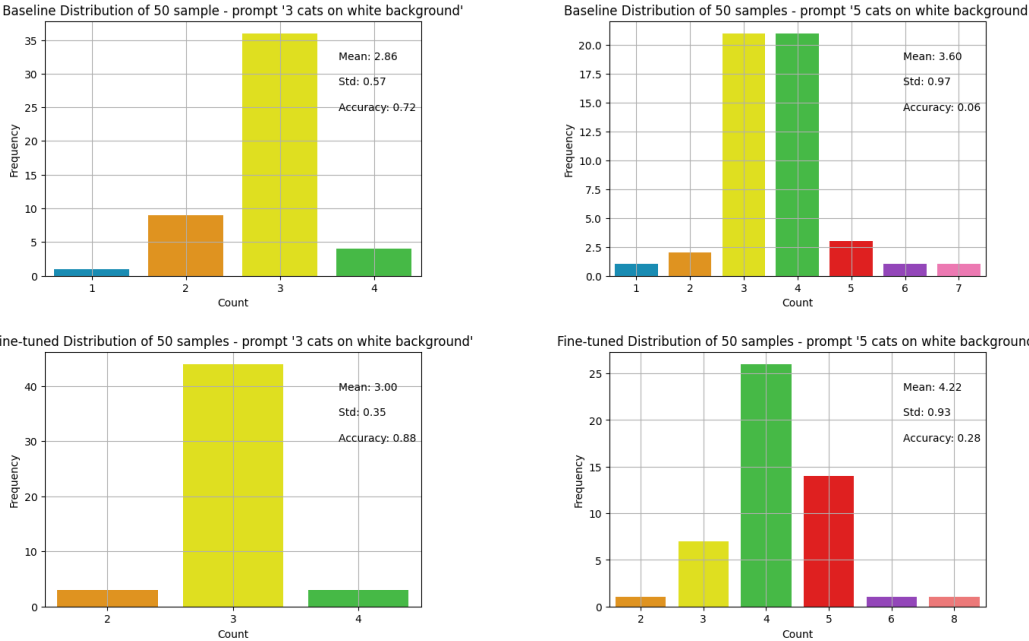 Baseline Distribution of 50 sample - prompt '3 cats on white background'
35
30
25
20
15
10
5
0
Frequency
Mean: 2.86
Std: 0.57
Accuracy: 0.72
1 2 3 4
Count
Baseline Distribution of 50 samples - prompt '5 cats on white background
20.0
17.5
15.0
12.5
10.0
7.5
5.0
2.5
0.0
Frequency
Mean: 3.60
Std: 0.97
Accuracy: 0.06
1 2 3 4 5 6 7
Count
ine-tuned Distribution of 50 samples - prompt '3 cats on white background'
40
30
20
10
0
Frequency
Mean: 3.00
Std: 0.35
Accuracy: 0.88
2 3 4
Count
Fine-tuned Distribution of 50 samples - prompt '5 cats on white background
25
20
15
10
5
0
Frequency
Mean: 4.22
Std: 0.93
Accuracy: 0.28
2 3 4 5 6 8
Count